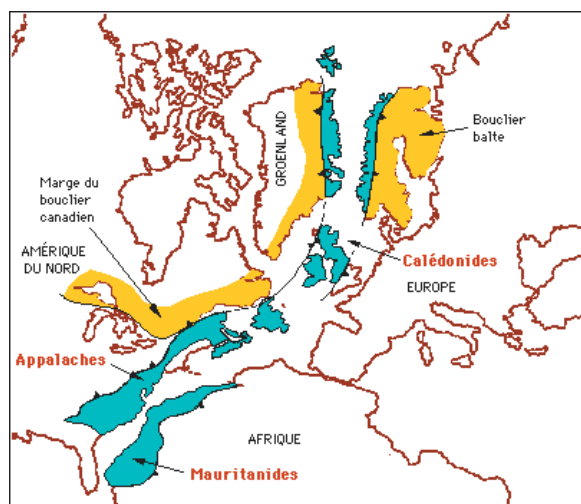 GROENLAND
Bouclier
balte
Marge du
bouclier
canadien
AMÉRIQUE
DU NORD
Calédonides
EUROPE
Appalaches
AFRIQUE
Mauritanides